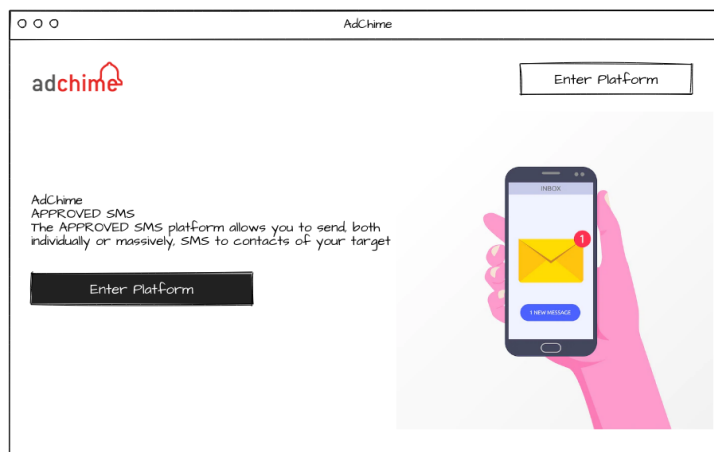 AdChime
adchime
Enter Platform
AdChime
APPROVED SMS
The APPROVED SMS platform allows you to send, both
individually or massively, SMS to contacts of your target
Enter Platform
INBOX
1
1 NEW MESSAGE